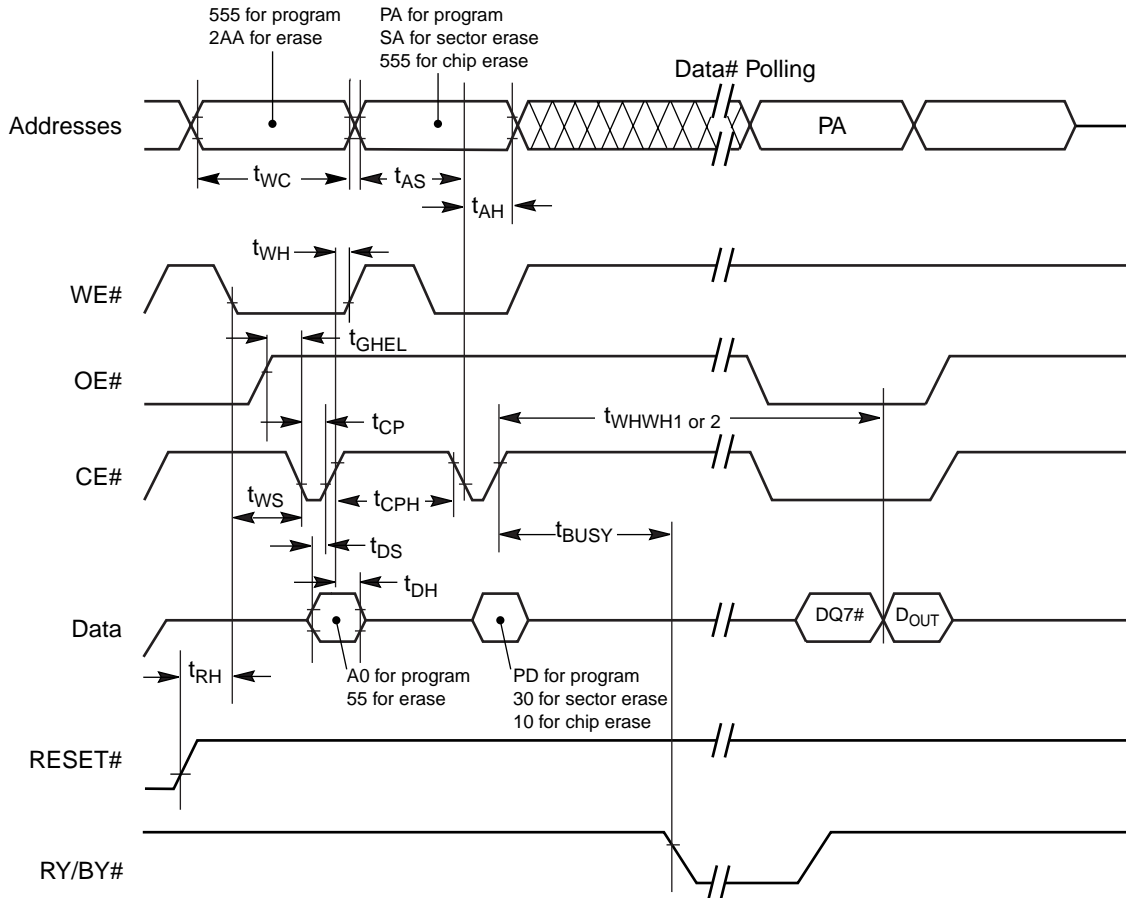 555 for program
2AA for erase
PA for program
SA for sector erase
555 for chip erase
Data# Polling
Addresses
PA
tWC
tAS
tAH
tWH
WE#
tGHEL
OE#
tWHWH1 or 2
tCP
CE#
tWS
tCPH
tBUSY
tDS
tDH
Data
DQ7#
DOUT
tRH
A0 for program
55 for erase
PD for program
30 for sector erase
10 for chip erase
RESET#
RY/BY#